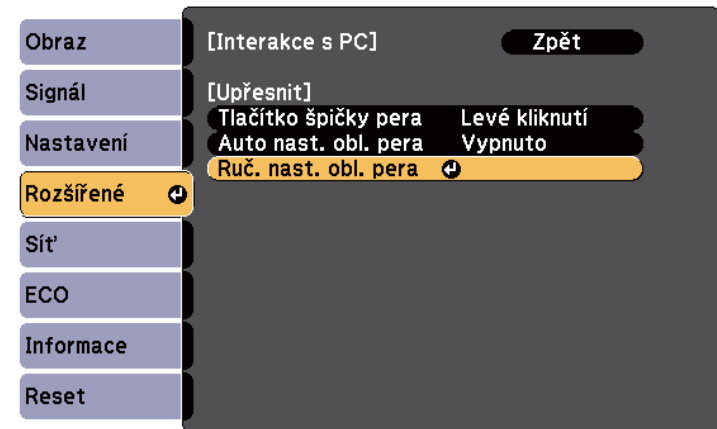 Obraz
Signál
Nastavení
Rozšířené
Síť
ECO
Informace
Reset
[Interakce s PC] Zpět
[Upřesnit]
Tlačítko špičky pera Levé kliknutí
Auto nast. obl. pera Vypnuto
Ruč. nast. obl. pera